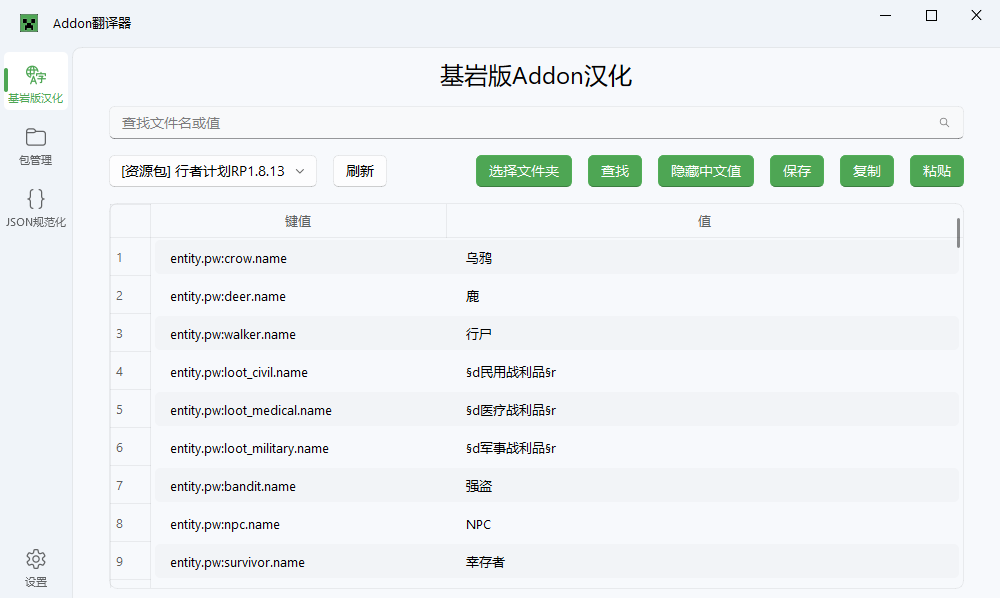 Addon翻译器
基岩版Addon汉化
基岩版汉化
包管理
JSON规范化
设置
查找文件名或值
[资源包] 行者计划RP1.8.13 刷新 选择文件夹 查找 隐藏中文值 保存 复制 粘贴
键值 值
1 entity.pw:crow.name 乌鸦
2 entity.pw:deer.name 鹿
3 entity.pw:walker.name 行尸
4 entity.pw:loot_civil.name §d民用战利品§r
5 entity.pw:loot_medical.name §d医疗战利品§r
6 entity.pw:loot_military.name §d军事战利品§r
7 entity.pw:bandit.name 强盗
8 entity.pw:npc.name NPC
9 entity.pw:survivor.name 幸存者